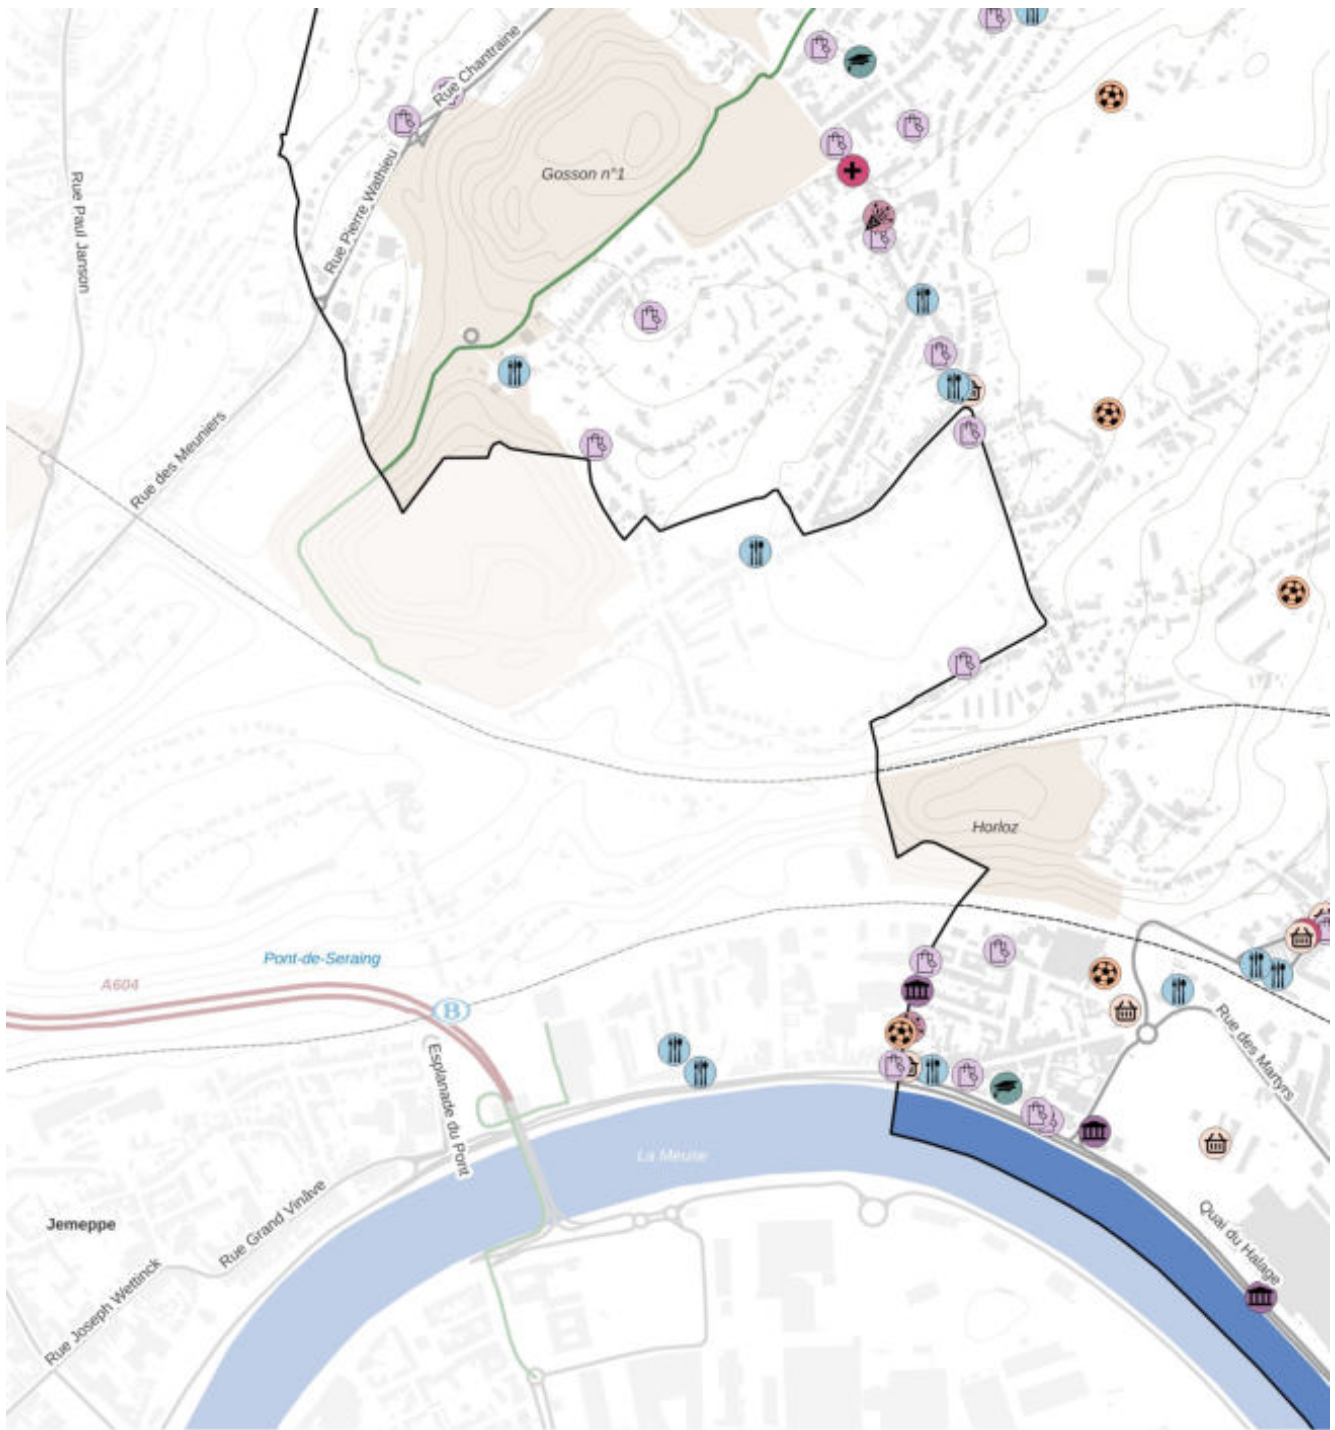 Rue Chantraine
Rue Paul Janson
Rue Pierre Wathieu
Gosson n°1
Rue des Meuniers
Horloz
Pont-de-Seraing
A604
B
Rue des Martyrs
Esplanade du Pont
La Meuse
Quai du Halage
Jemeppe
Rue Grand Vinâve
Rue Joseph Wettinck